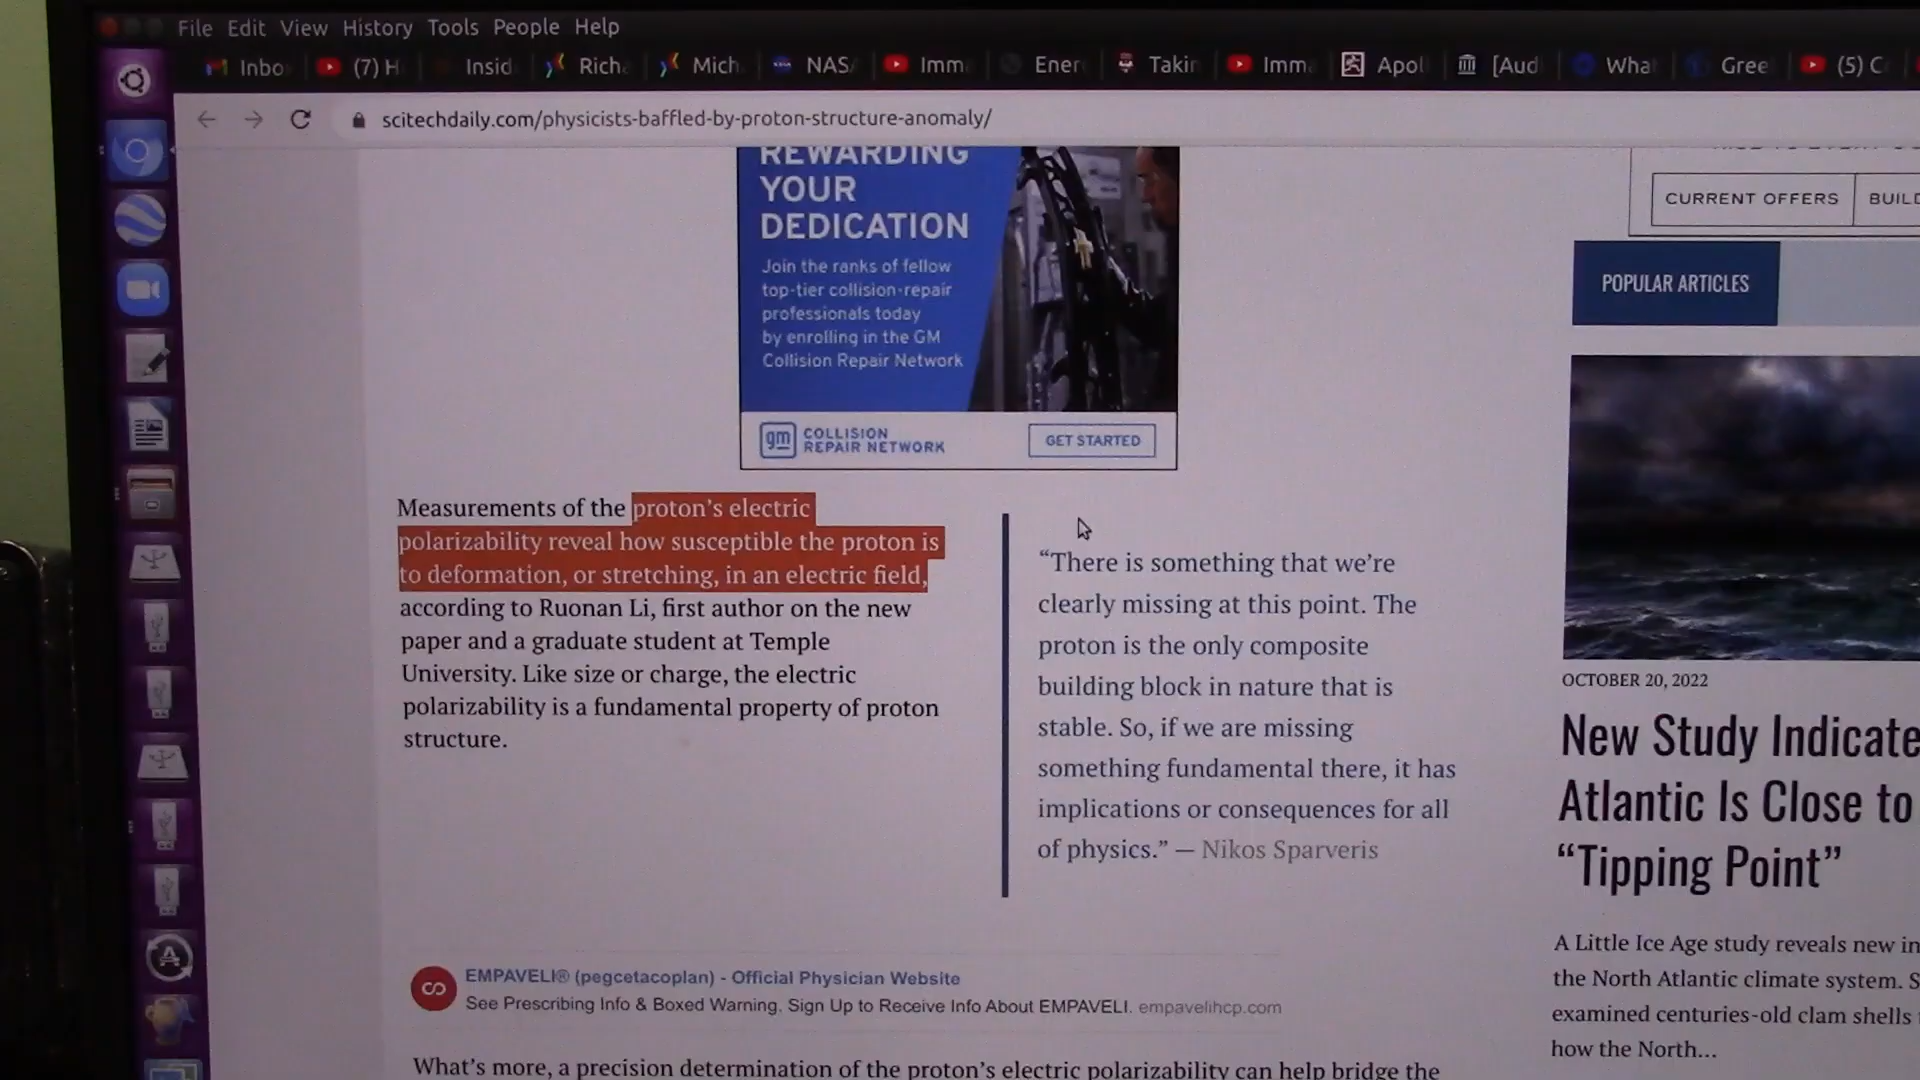 File Edit View History Tools People Help
Inbo (7) H Insid Rich Mich NAS Imm Ener Takin Imm Apol [Aud What Gree (5) C
scitechdaily.com/physicists-baffled-by-proton-structure-anomaly/
REWARDING
YOUR
DEDICATION
Join the ranks of fellow
top-tier collision-repair
professionals today
by enrolling in the GM
Collision Repair Network
gm COLLISION
REPAIR NETWORK
GET STARTED
Measurements of the proton's electric
polarizability reveal how susceptible the proton is
to deformation, or stretching, in an electric field,
according to Ruonan Li, first author on the new
paper and a graduate student at Temple
University. Like size or charge, the electric
polarizability is a fundamental property of proton
structure.
“There is something that we're
clearly missing at this point. The
proton is the only composite
building block in nature that is
stable. So, if we are missing
something fundamental there, it has
implications or consequences for all
of physics.” — Nikos Sparveris
EMPAVELI® (pegcetacoplan) - Official Physician Website
See Prescribing Info & Boxed Warning. Sign Up to Receive Info About EMPAVELI. empavelihcp.com
What's more, a precision determination of the proton's electric polarizability can help bridge the
CURRENT OFFERS BUILD
POPULAR ARTICLES
OCTOBER 20, 2022
New Study Indicate
Atlantic Is Close to
“Tipping Point”
A Little Ice Age study reveals new in
the North Atlantic climate system. S
examined centuries-old clam shells
how the North...